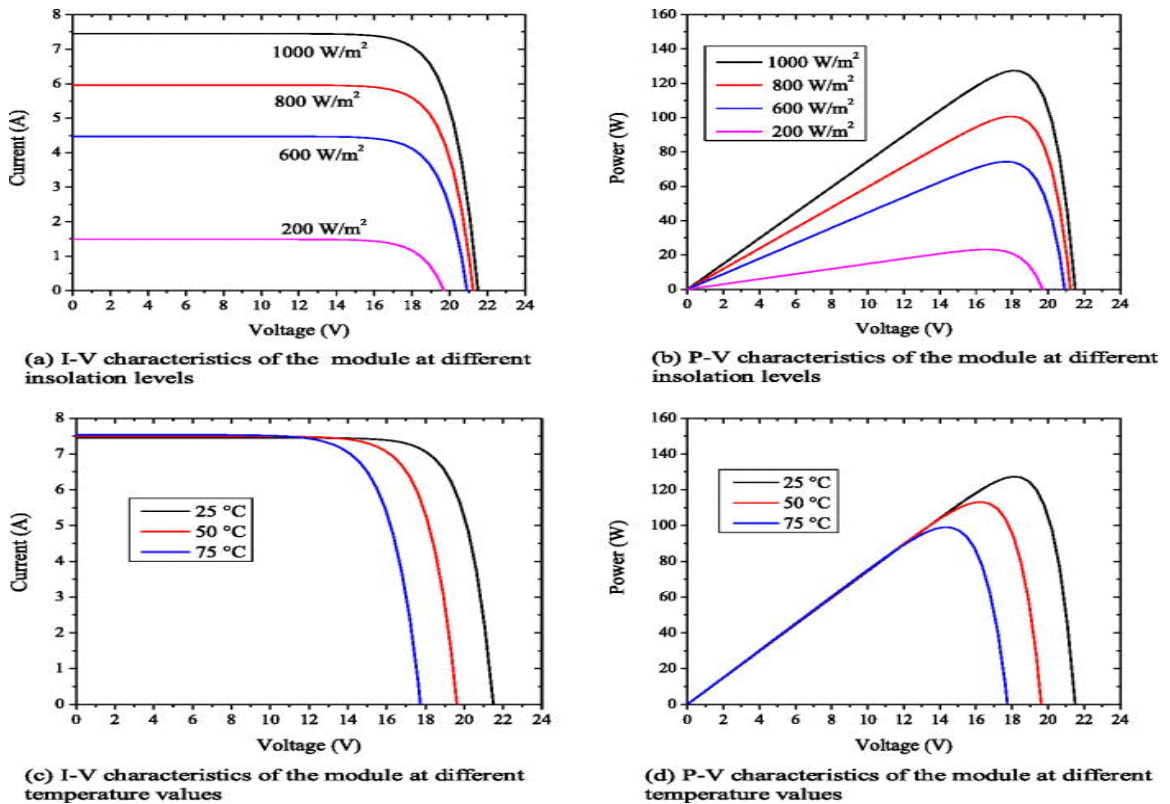 8
7
6
5
4
3
2
1
0
Current (A)
1000 W/m²
800 W/m²
600 W/m²
200 W/m²
0 2 4 6 8 10 12 14 16 18 20 22 24
Voltage (V)
(a) I-V characteristics of the module at different
insolation levels
160
140
120
100
80
60
40
20
0
Power (W)
1000 W/m²
800 W/m²
600 W/m²
200 W/m²
0 2 4 6 8 10 12 14 16 18 20 22 24
Voltage (V)
(b) P-V characteristics of the module at different
insolation levels
8
7
6
5
4
3
2
1
0
Current (A)
25 °C
50 °C
75 °C
0 2 4 6 8 10 12 14 16 18 20 22 24
Voltage (V)
(c) I-V characteristics of the module at different
temperature values
160
140
120
100
80
60
40
20
0
Power (W)
25 °C
50 °C
75 °C
0 2 4 6 8 10 12 14 16 18 20 22 24
Voltage (V)
(d) P-V characteristics of the module at different
temperature values